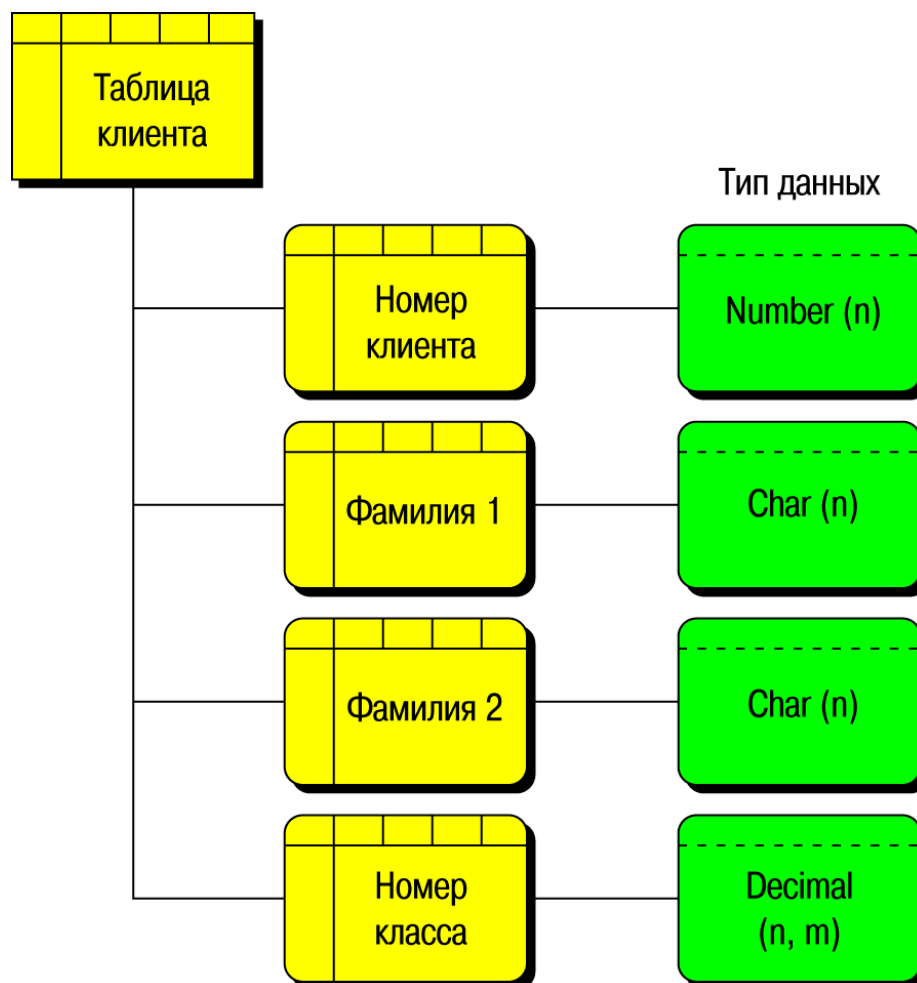 Таблица
клиента
Тип данных
Номер
клиента
Number (n)
Фамилия 1
Char (n)
Фамилия 2
Char (n)
Номер
класса
Decimal
(n, m)